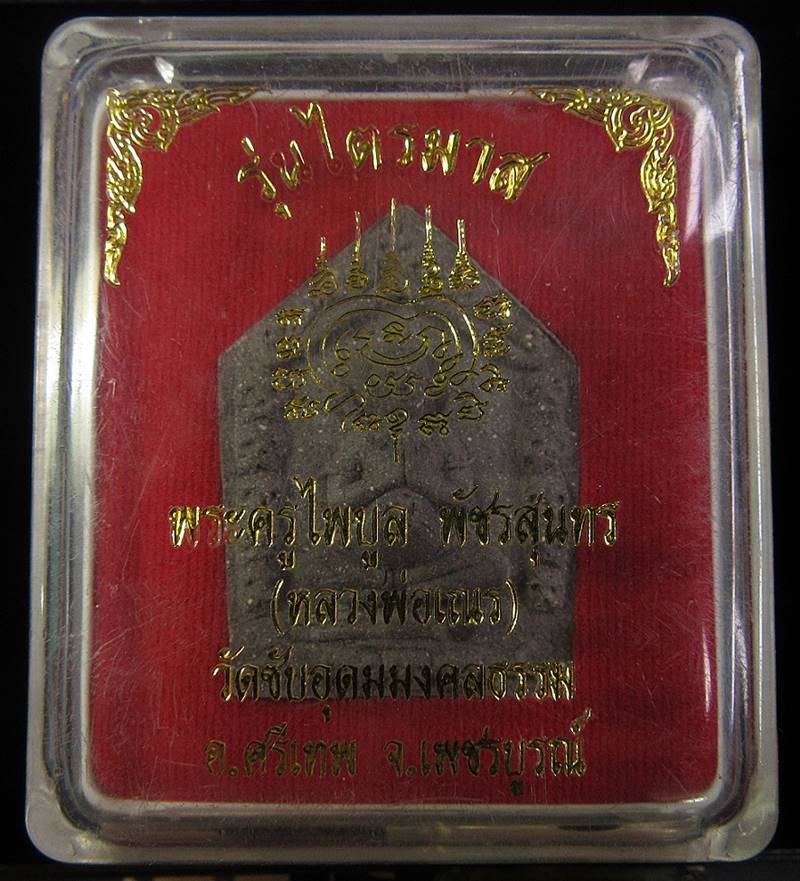 รุ่นไตรมาส
พระครูไพบูล พัชรสุนทร
(หลวงพ่อเณร)
วัดซับอุดมมงคลธรรม
อ.ศรีเทพ จ.เพชรบูรณ์